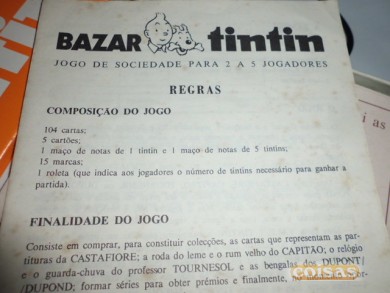 BAZAR tintin
JOGO DE SOCIEDADE PARA 2 A 5 JOGADORES
REGRAS
COMPOSIÇÃO DO JOGO
104 cartas;
5 cartões;
1 maço de notas de 1 tintin e 1 maço de notas de 5 tintins;
15 marcas;
1 roleta (que indica aos jogadores o número de tintins necessário para ganhar a
partida).
FINALIDADE DO JOGO
Consiste em comprar, para constituir colecções, as cartas que representam as par-
tituras da CASTAFIORE; a roda do leme e o rum velho do CAPITÃO, o relógio
e o guarda-chuva do professor TOURNESOL e as bengalas dos DUPONT/
/DUPOND; formar séries para obter prémios e finalmente,
coisas